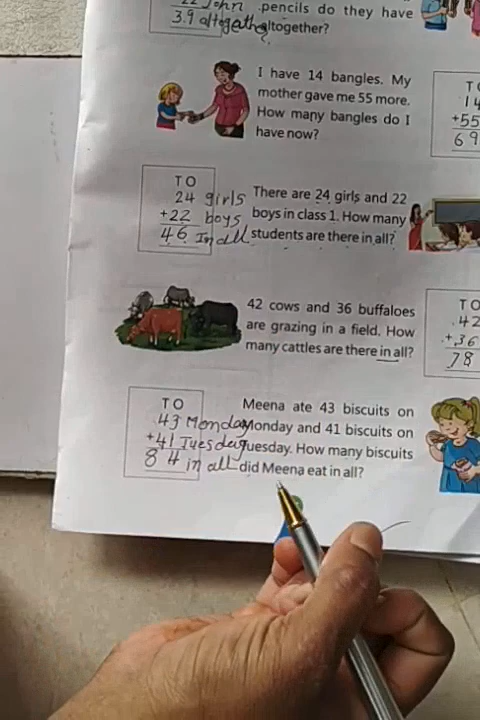 22 John pencils do they have
3.9 altogether altogether?
I have 14 bangles. My
mother gave me 55 more.
How many bangles do I
have now?
TO
14
+55
69
TO
24 girls
+22 boys
46 In all
There are 24 girls and 22
boys in class 1. How many
students are there in all?
42 cows and 36 buffaloes
are grazing in a field. How
many cattles are there in all?
TO
42
+36
78
TO
43 Monday
+41 Tuesday
84 in all
Meena ate 43 biscuits on
Monday and 41 biscuits on
Tuesday. How many biscuits
did Meena eat in all?